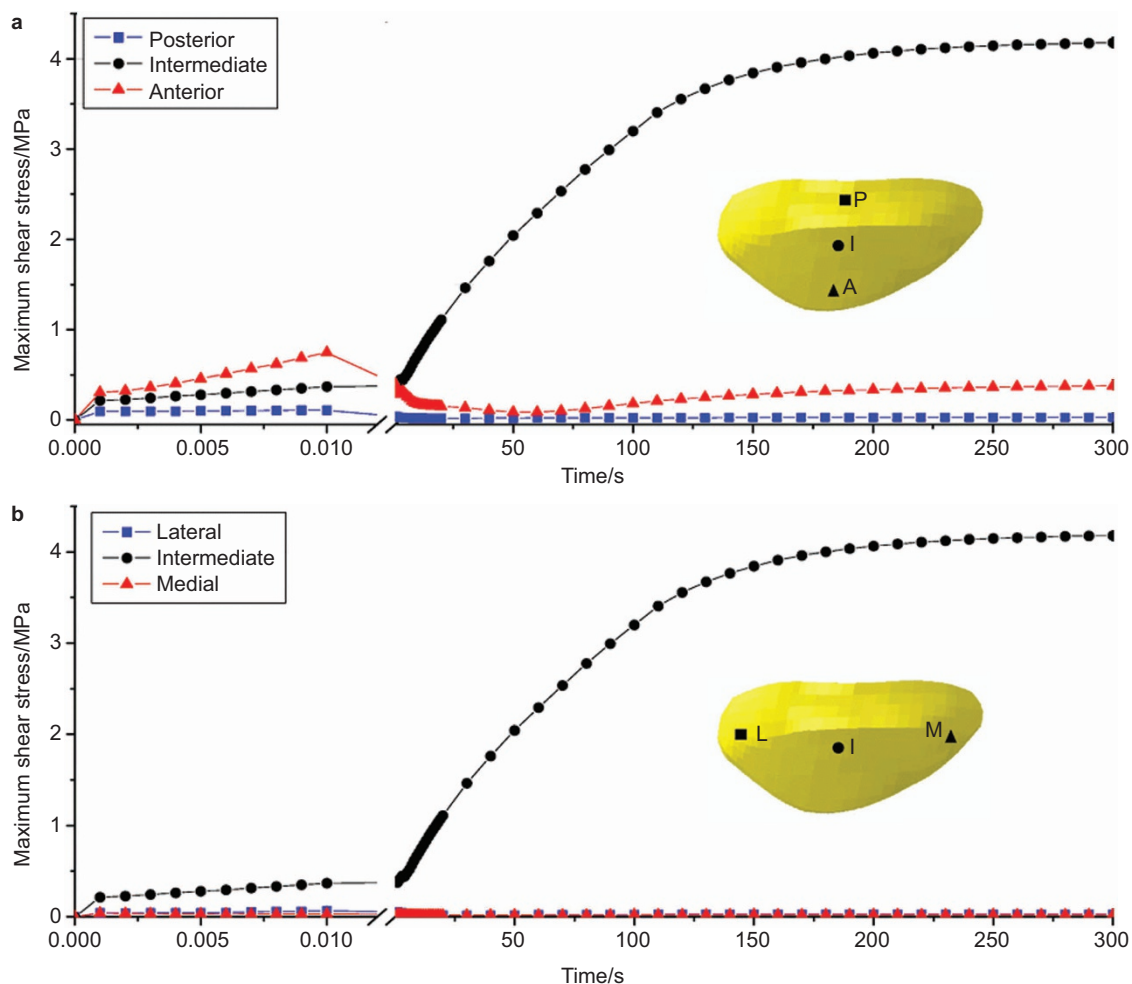 a
Posterior
Intermediate
Anterior
Maximum shear stress/MPa
4
3
2
1
0
P
I
A
0.000 0.005 0.010 50 100 150 200 250 300
Time/s
b
Lateral
Intermediate
Medial
Maximum shear stress/MPa
4
3
2
1
0
L I M
0.000 0.005 0.010 50 100 150 200 250 300
Time/s